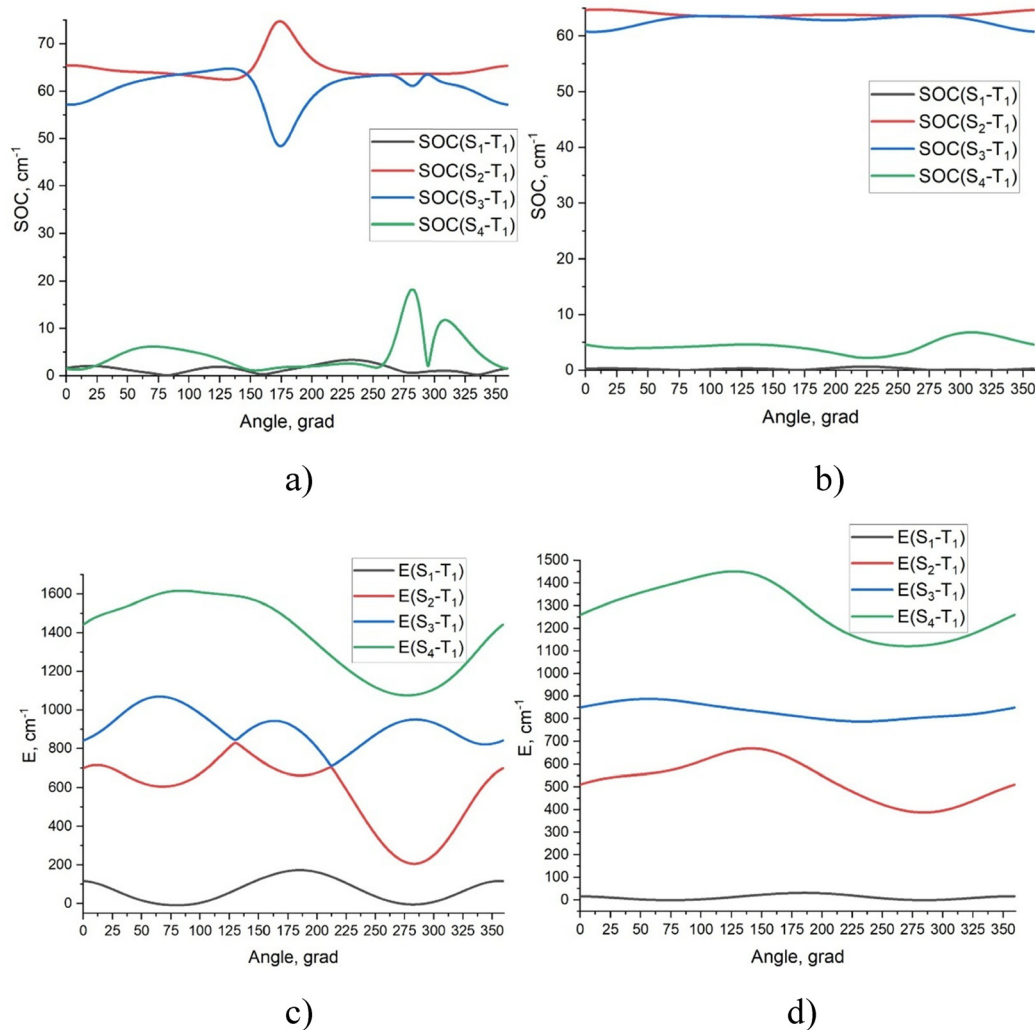 70
60
50
40
30
20
10
0
SOC, cm-1
SOC(S1-T1)
SOC(S2-T1)
SOC(S3-T1)
SOC(S4-T1)
0 25 50 75 100 125 150 175 200 225 250 275 300 325 350
Angle, grad
a)
60
50
40
30
20
10
0
SOC, cm-1
SOC(S1-T1)
SOC(S2-T1)
SOC(S3-T1)
SOC(S4-T1)
0 25 50 75 100 125 150 175 200 225 250 275 300 325 350
Angle, grad
b)
E(S1-T1)
E(S2-T1)
E(S3-T1)
E(S4-T1)
1600
1400
1200
1000
800
600
400
200
0
E, cm-1
0 25 50 75 100 125 150 175 200 225 250 275 300 325 350
Angle, grad
c)
E(S1-T1)
E(S2-T1)
E(S3-T1)
E(S4-T1)
1500
1400
1300
1200
1100
1000
900
800
700
600
500
400
300
200
100
0
E, cm-1
0 25 50 75 100 125 150 175 200 225 250 275 300 325 350
Angle, grad
d)